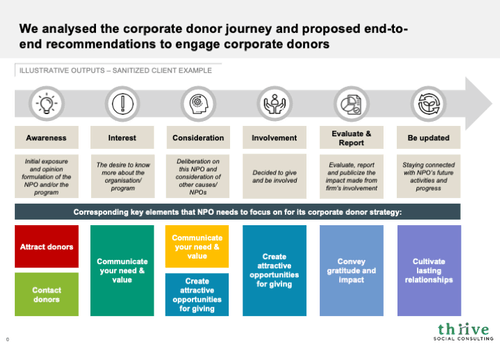 We analysed the corporate donor journey and proposed end-to-
end recommendations to engage corporate donors
ILLUSTRATIVE OUTPUTS – SANITIZED CLIENT EXAMPLE
Awareness
Interest
Consideration
Involvement
Evaluate &
Report
Be updated
Initial exposure
and opinion
formulation of the
NPO and/or the
program
The desire to know
more about the
organisation/
program
Deliberation on
this NPO and
consideration of
other causes/
NPOs
Decided to give
and be involved
Evaluate, report
and publicize the
impact made from
firm's involvement
Staying connected
with NPO's future
activities and
progress
Corresponding key elements that NPO needs to focus on for its corporate donor strategy:
Attract donors
Contact
donors
Communicate
your need &
value
Communicate
your need &
value
Create
attractive
opportunities
for giving
Create
attractive
opportunities
for giving
Convey
gratitude and
impact
Cultivate
lasting
relationships
thriive
SOCIAL CONSULTING